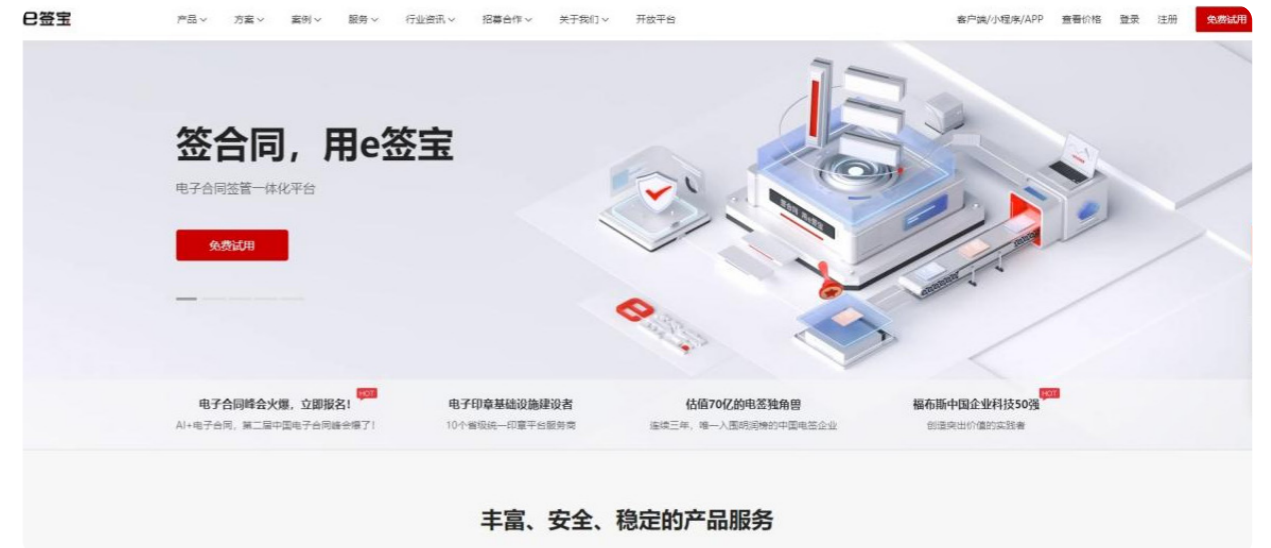 e签宝
产品 方案 案例 服务 行业资讯 招募合作 关于我们 开放平台 客户端/小程序/APP 查看价格 登录 注册 免费试用
签合同，用e签宝
电子合同签管一体化平台
免费试用
签合同 用e签宝
电子合同峰会火爆，立即报名！ HOT
AI+电子合同，第二届中国电子合同峰会爆了！
电子印章基础设施建设者
10个省级统一印章平台服务商
估值70亿的电签独角兽
连续三年，唯一入围胡润榜的中国电签企业
福布斯中国企业科技50强 HOT
创造突出价值的实践者
丰富、安全、稳定的产品服务